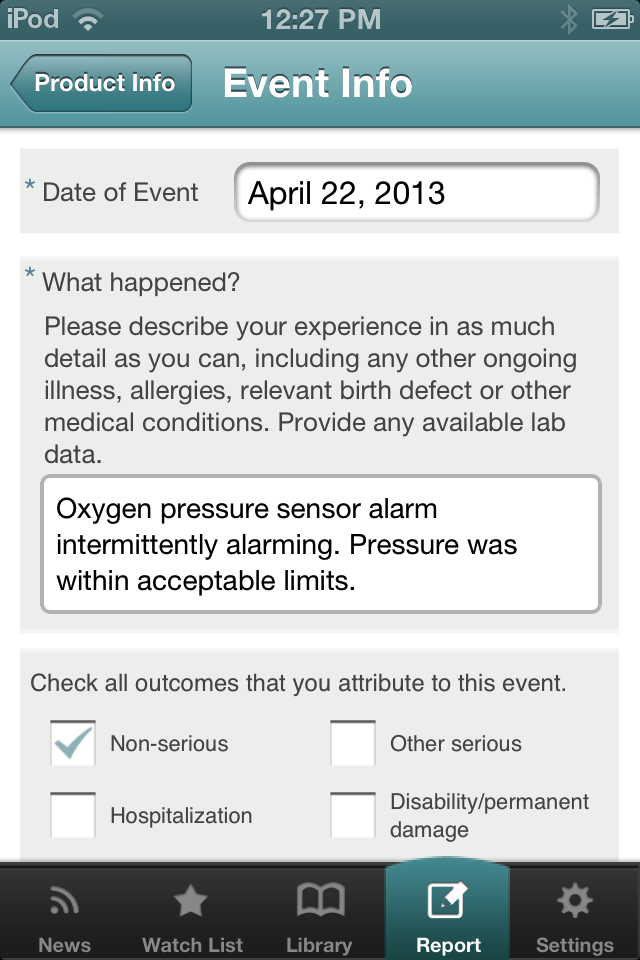 iPod 12:27 PM
Product Info Event Info
* Date of Event April 22, 2013
* What happened?
Please describe your experience in as much
detail as you can, including any other ongoing
illness, allergies, relevant birth defect or other
medical conditions. Provide any available lab
data.
Oxygen pressure sensor alarm
intermittently alarming. Pressure was
within acceptable limits.
Check all outcomes that you attribute to this event.
Non-serious Other serious
Hospitalization Disability/permanent
damage
News Watch List Library Report Settings